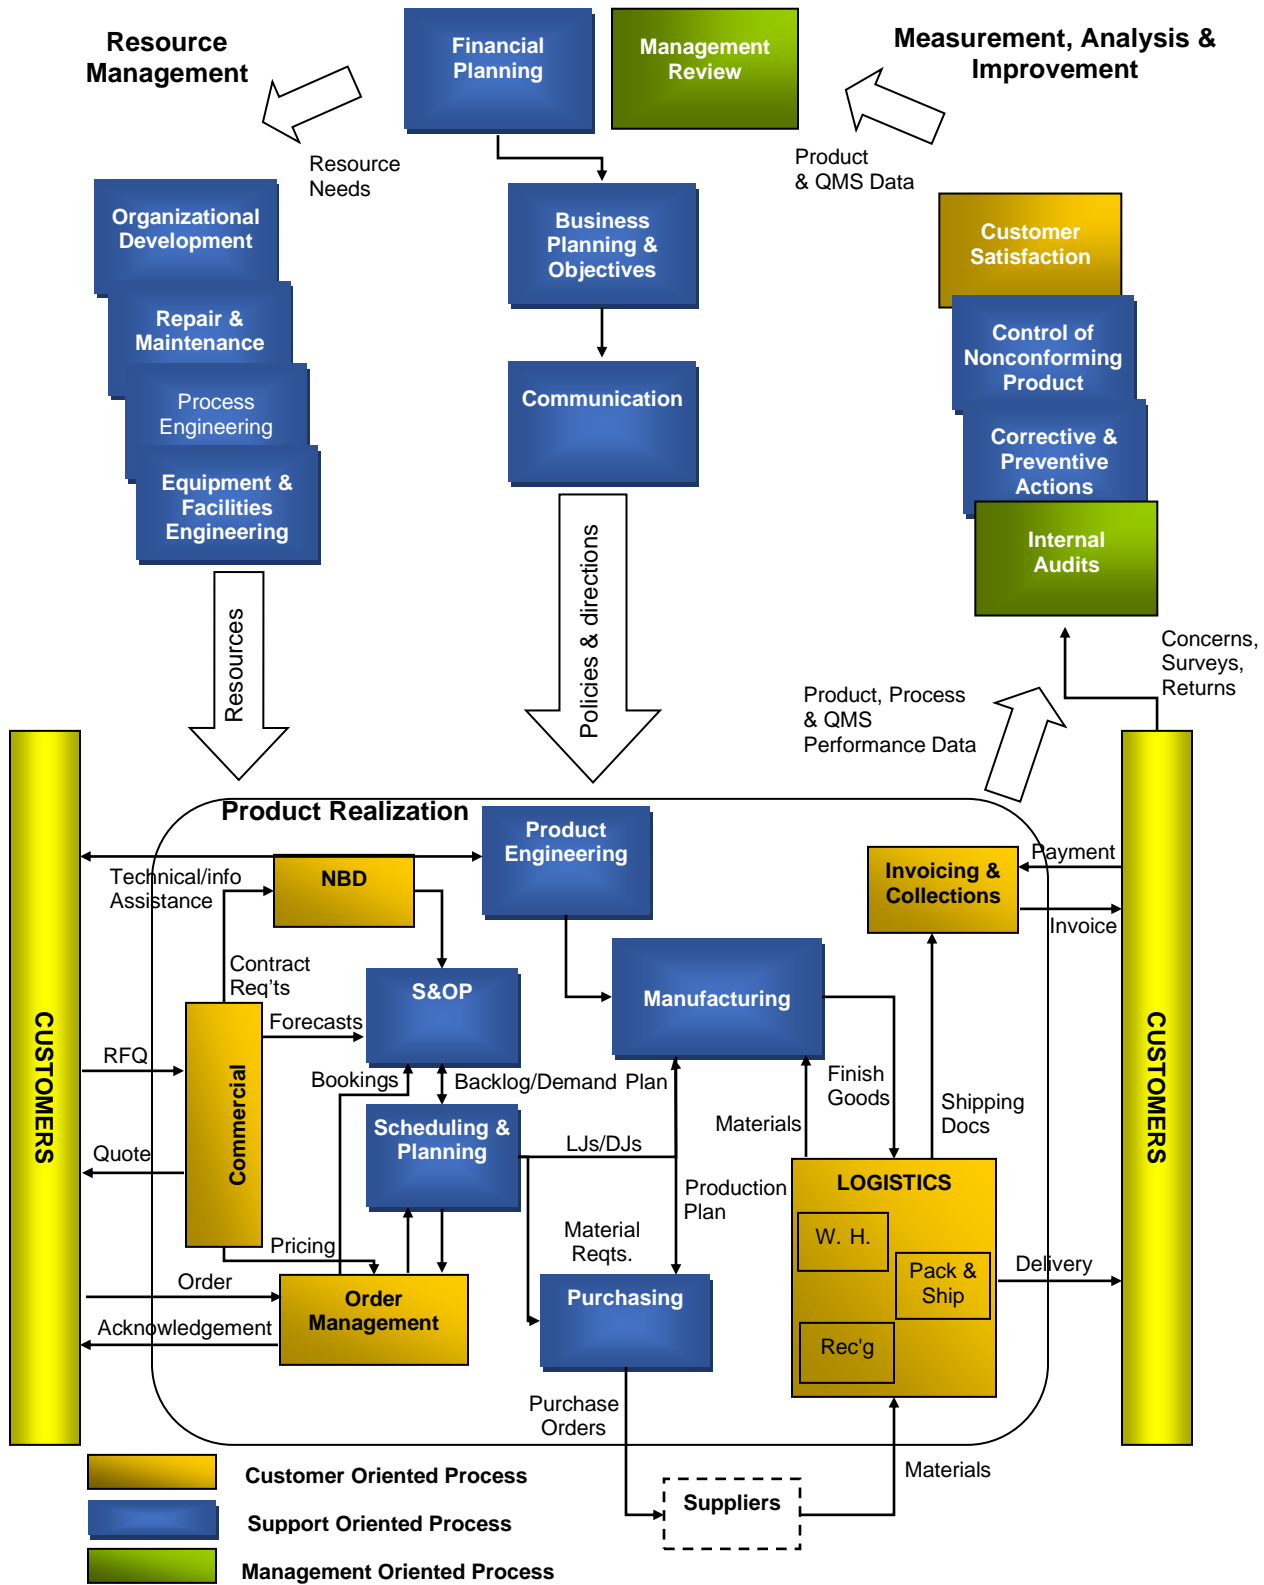 Resource
Management
Financial
Planning
Management
Review
Measurement, Analysis &
Improvement
Resource
Needs
Product
& QMS Data
Organizational
Development
Repair &
Maintenance
Process
Engineering
Equipment &
Facilities
Engineering
Business
Planning &
Objectives
Communication
Customer
Satisfaction
Control of
Nonconforming
Product
Corrective &
Preventive
Actions
Internal
Audits
Resources
Policies & directions
Concerns,
Surveys,
Returns
Product, Process
& QMS
Performance Data
Product Realization
CUSTOMERS
Technical/info
Assistance
NBD
Product
Engineering
Invoicing &
Collections
Payment
Invoice
CUSTOMERS
Contract
Req'ts
S&OP
Manufacturing
Forecasts
RFQ
Commercial
Bookings
Backlog/Demand Plan
Finish
Goods
Shipping
Docs
Materials
Scheduling &
Planning
LJs/DJs
Quote
Production
Plan
Material
Reqts.
LOGISTICS
W. H.
Pack &
Ship
Rec'g
Delivery
Pricing
Order
Order
Management
Acknowledgement
Purchasing
Purchase
Orders
Materials
Suppliers
Customer Oriented Process
Support Oriented Process
Management Oriented Process